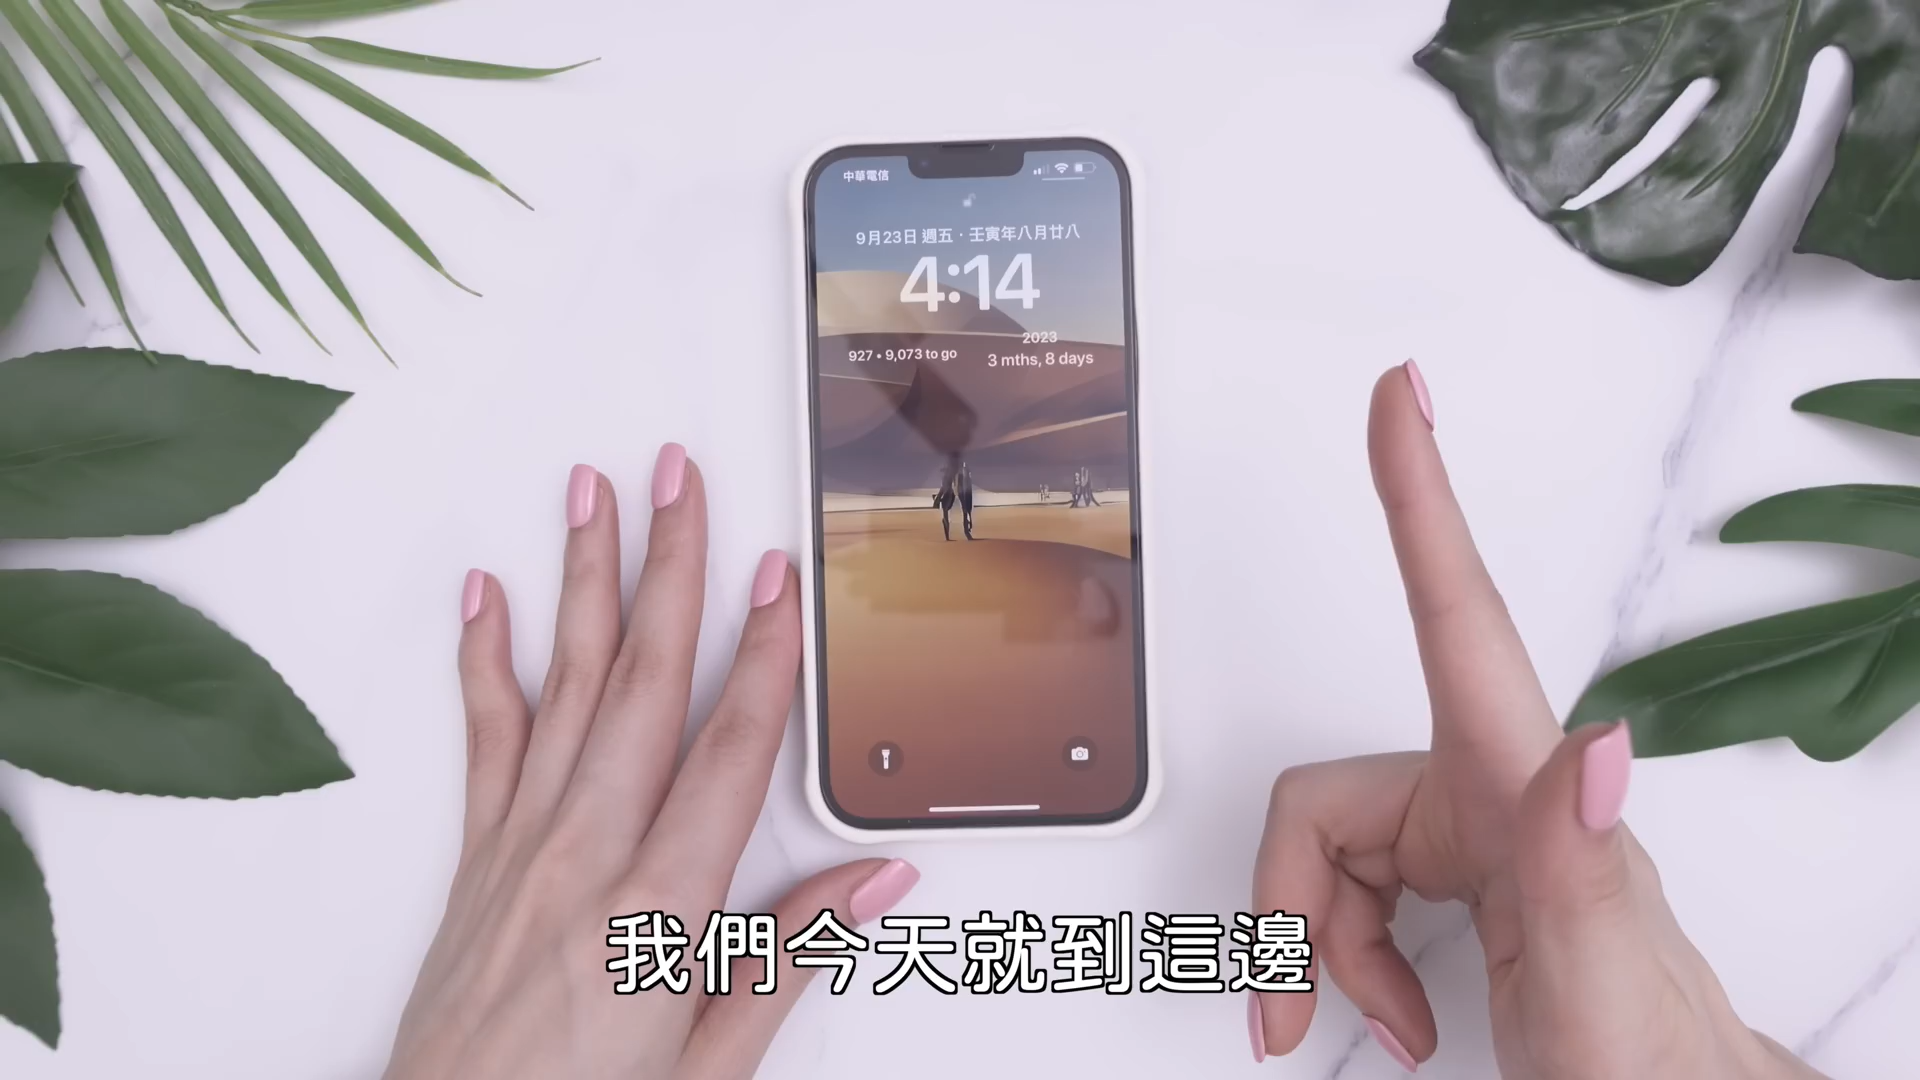 中華電信
9月23日 週五·壬寅年八月廿八
4:14
2023
927 • 9,073 to go
3 mths, 8 days
我們今天就到這邊